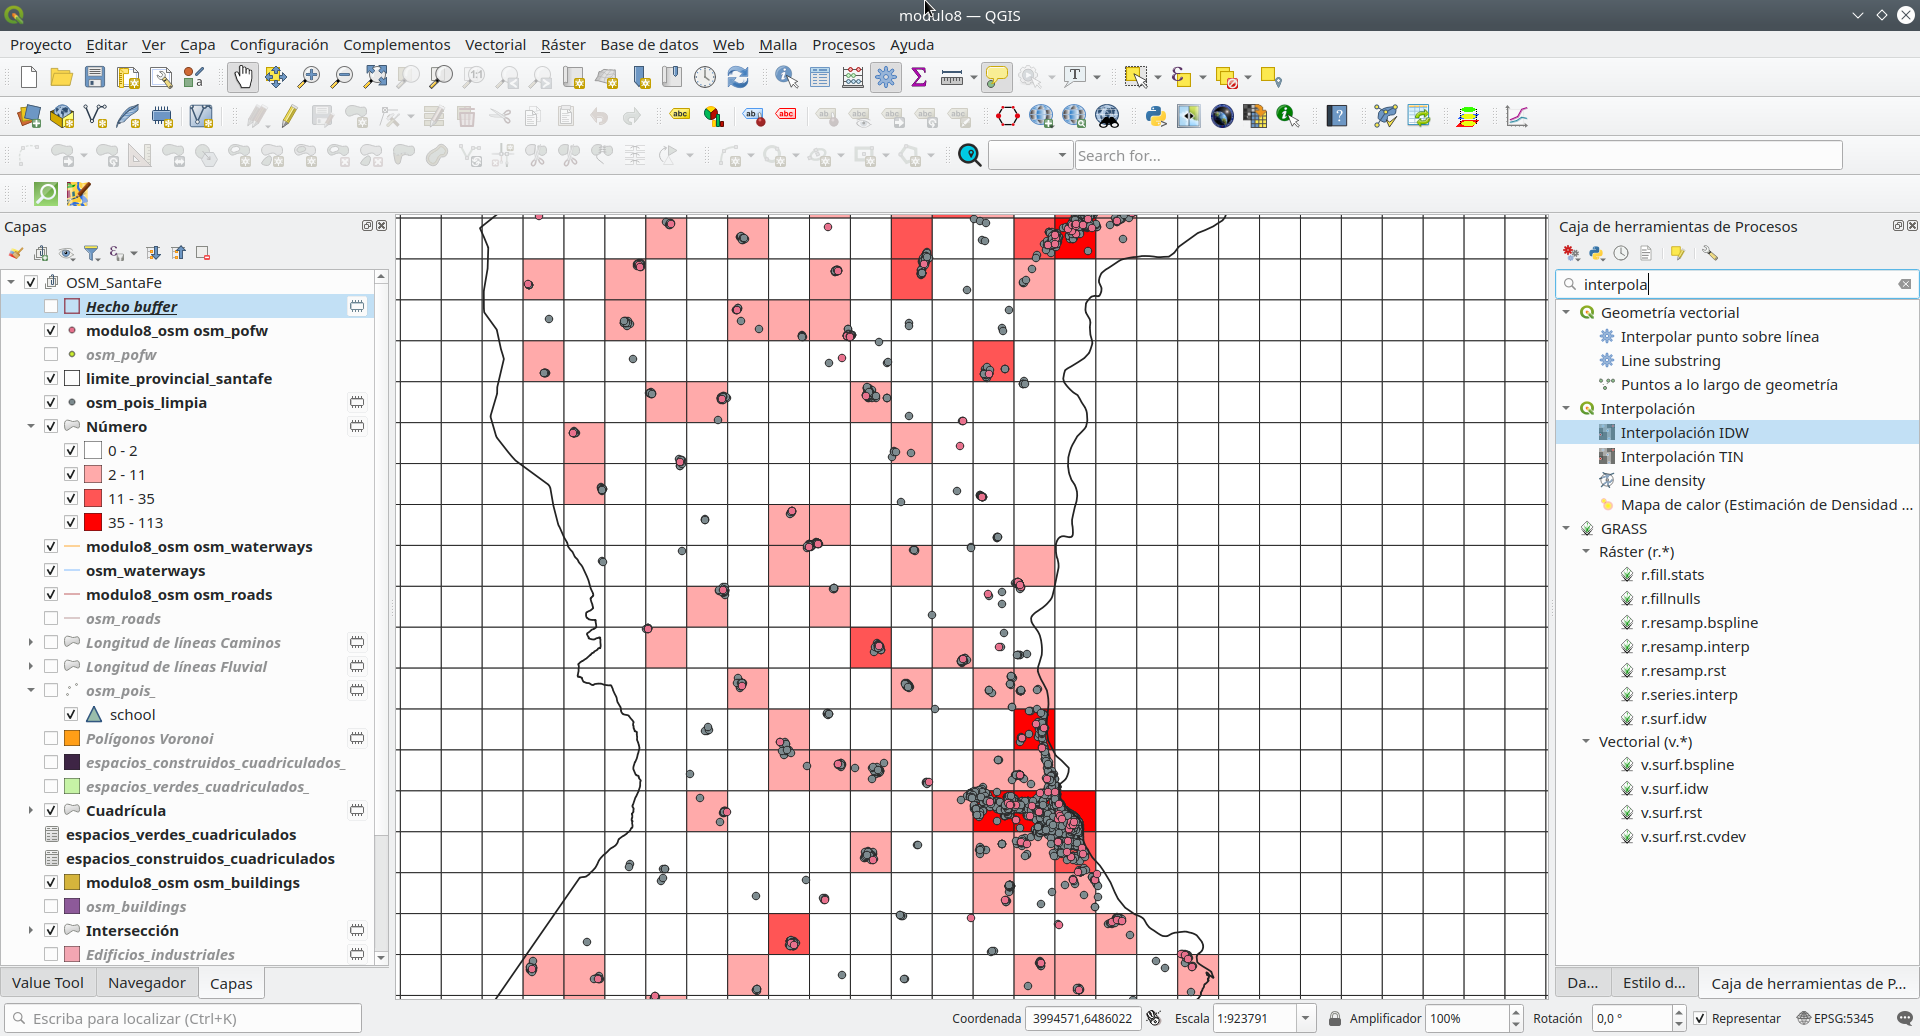 modulo8 — QGIS
Proyecto Editar Ver Capa Configuración Complementos Vectorial Ráster Base de datos Web Malla Procesos Ayuda
Search for...
Capas
OSM_SantaFe
Hecho buffer
modulo8_osm osm_pofw
osm_pofw
limite_provincial_santafe
osm_pois_limpia
Número
0 - 2
2 - 11
11 - 35
35 - 113
modulo8_osm osm_waterways
osm_waterways
modulo8_osm osm_roads
osm_roads
Longitud de líneas Caminos
Longitud de líneas Fluvial
osm_pois_
school
Polígonos Voronoi
espacios_construidos_cuadriculados_
espacios_verdes_cuadriculados_
Cuadrícula
espacios_verdes_cuadriculados
espacios_construidos_cuadriculados
modulo8_osm osm_buildings
osm_buildings
Intersección
Edificios_industriales
Value Tool Navegador Capas
Caja de herramientas de Procesos
interpola
Geometría vectorial
Interpolar punto sobre línea
Line substring
Puntos a lo largo de geometría
Interpolación
Interpolación IDW
Interpolación TIN
Line density
Mapa de calor (Estimación de Densidad ...
GRASS
Ráster (r.*)
r.fill.stats
r.fillnulls
r.resamp.bspline
r.resamp.interp
r.resamp.rst
r.series.interp
r.surf.idw
Vectorial (v.*)
v.surf.bspline
v.surf.idw
v.surf.rst
v.surf.rst.cvdev
Da... Estilo d... Caja de herramientas de P...
Escriba para localizar (Ctrl+K) Coordenada 3994571,6486022 Escala 1:923791 Amplificador 100% Rotación 0,0 ° Representar EPSG:5345